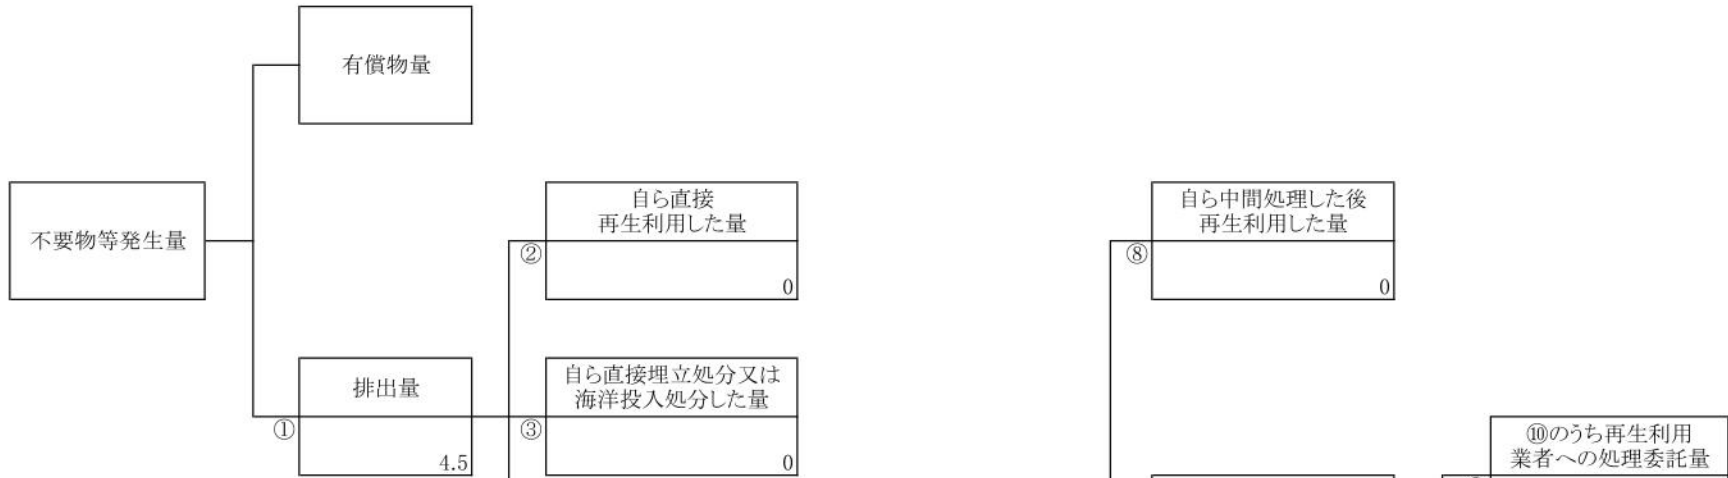 有償物量
不要物等発生量
自ら直接
再生利用した量
②
0
自ら中間処理した後
再生利用した量
⑧
0
排出量
①
4.5
自ら直接埋立処分又は
海洋投入処分した量
③
0
⑩のうち再生利用
業者への処理委託量